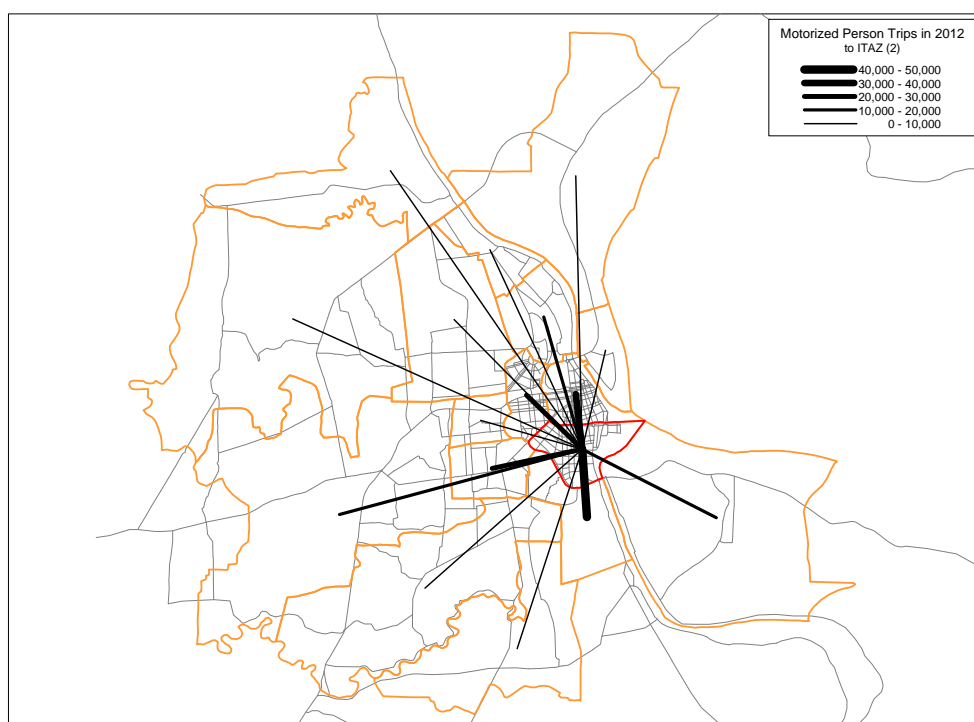 Motorized Person Trips in 2012
to ITAZ (2)
40,000 - 50,000
30,000 - 40,000
20,000 - 30,000
10,000 - 20,000
0 - 10,000